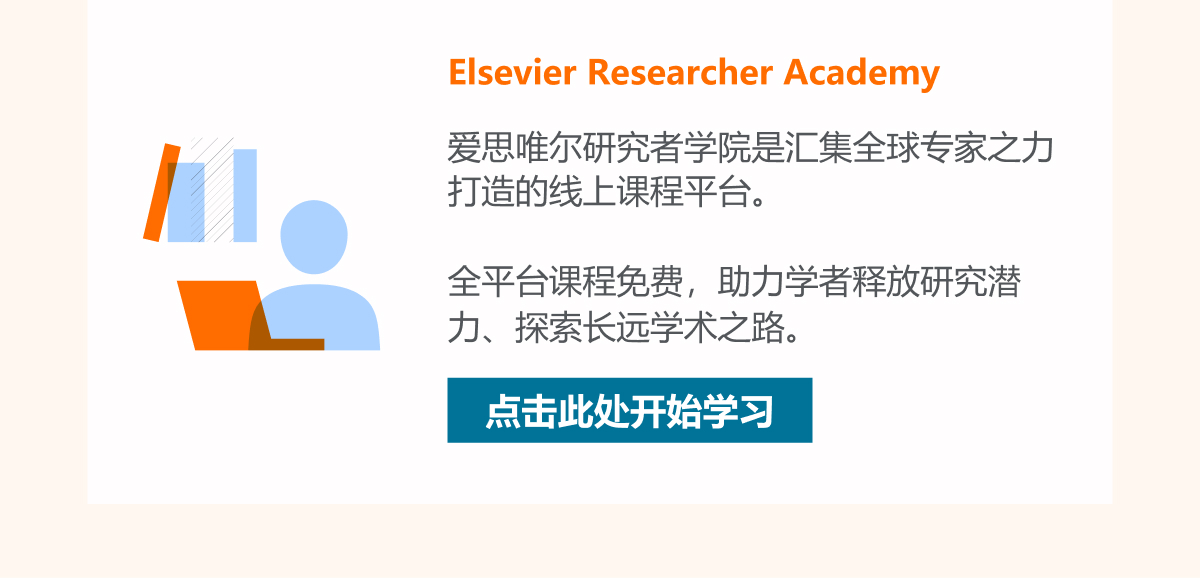 Elsevier Researcher Academy
爱思唯尔研究者学院是汇集全球专家之力
打造的线上课程平台。
全平台课程免费，助力学者释放研究潜
力、探索长远学术之路。
点击此处开始学习